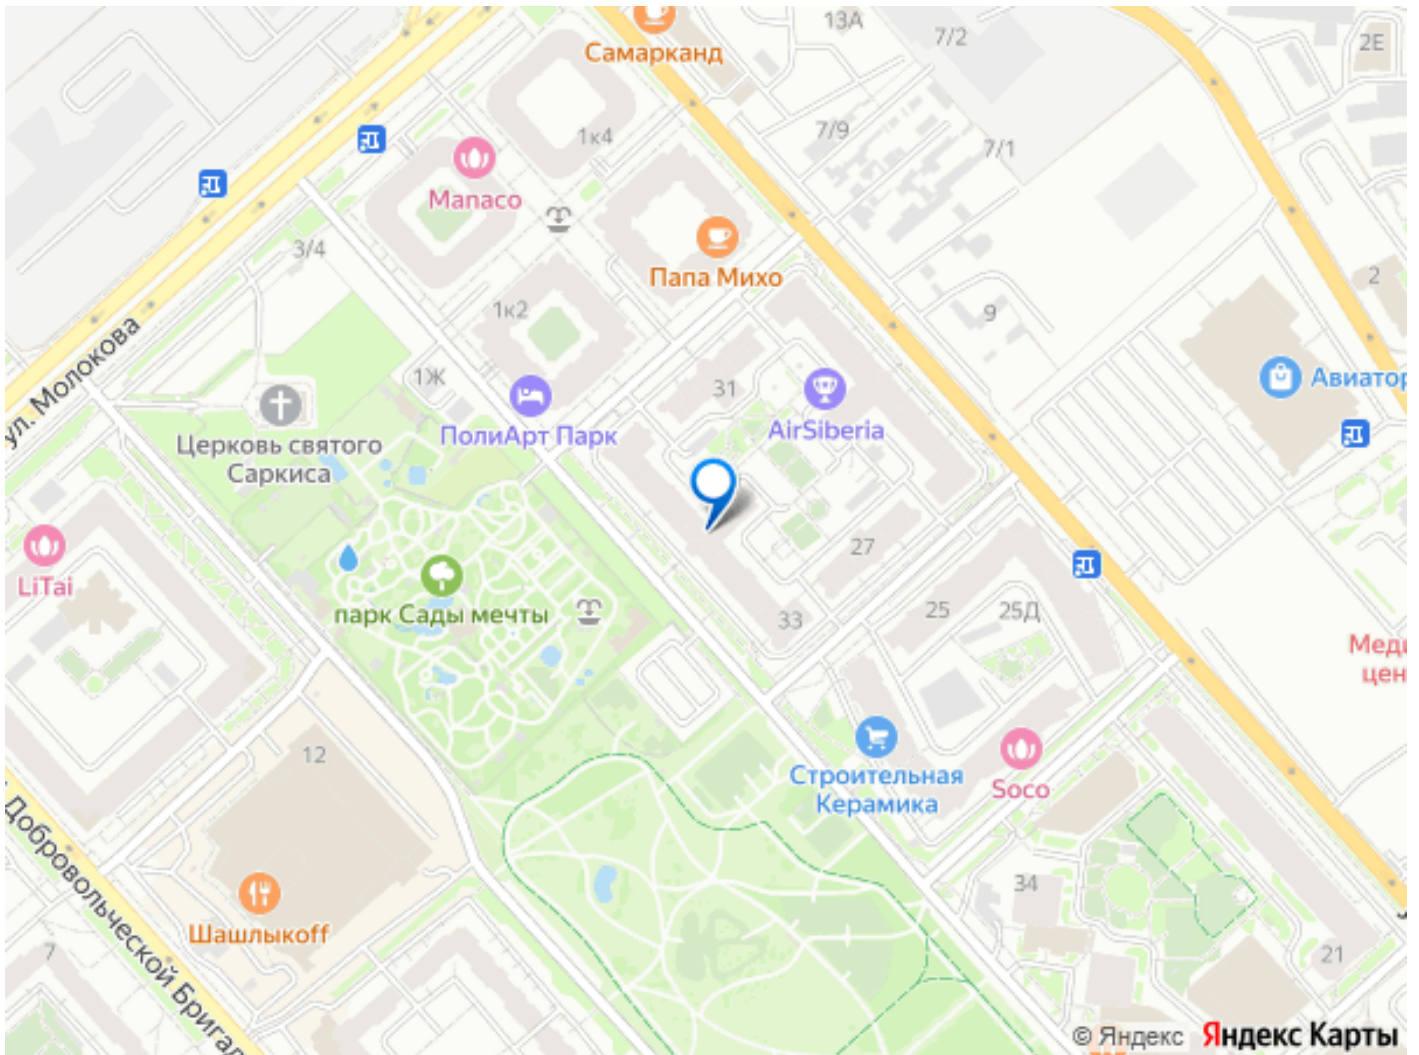 Самарканд
13А
7/2
2Е
1к4
7/9
7/1
Manaco
3/4
Папа Михо
2
1к2
9
ул. Молокова
1Ж
31
Авиатор
ПолиАрт Парк
AirSiberia
Церковь святого
Саркиса
LiTai
27
парк Сады мечты
33
25
25Д
Меди
цен
12
Строительная
Керамика
Soco
Добровольческой Бригад
34
Шашлыкоff
7
21
© Яндекс Яндекс Карты